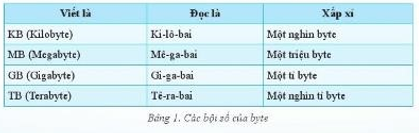 Viết là Đọc là Xấp xỉ
KB (Kilobyte) Ki-lô-bai Một nghìn byte
MB (Megabyte) Mê-ga-bai Một triệu byte
GB (Gigabyte) Gi-ga-bai Một tỉ byte
TB (Terabyte) Tê-ra-bai Một nghìn tỉ byte
Bảng 1. Các bội số của byte